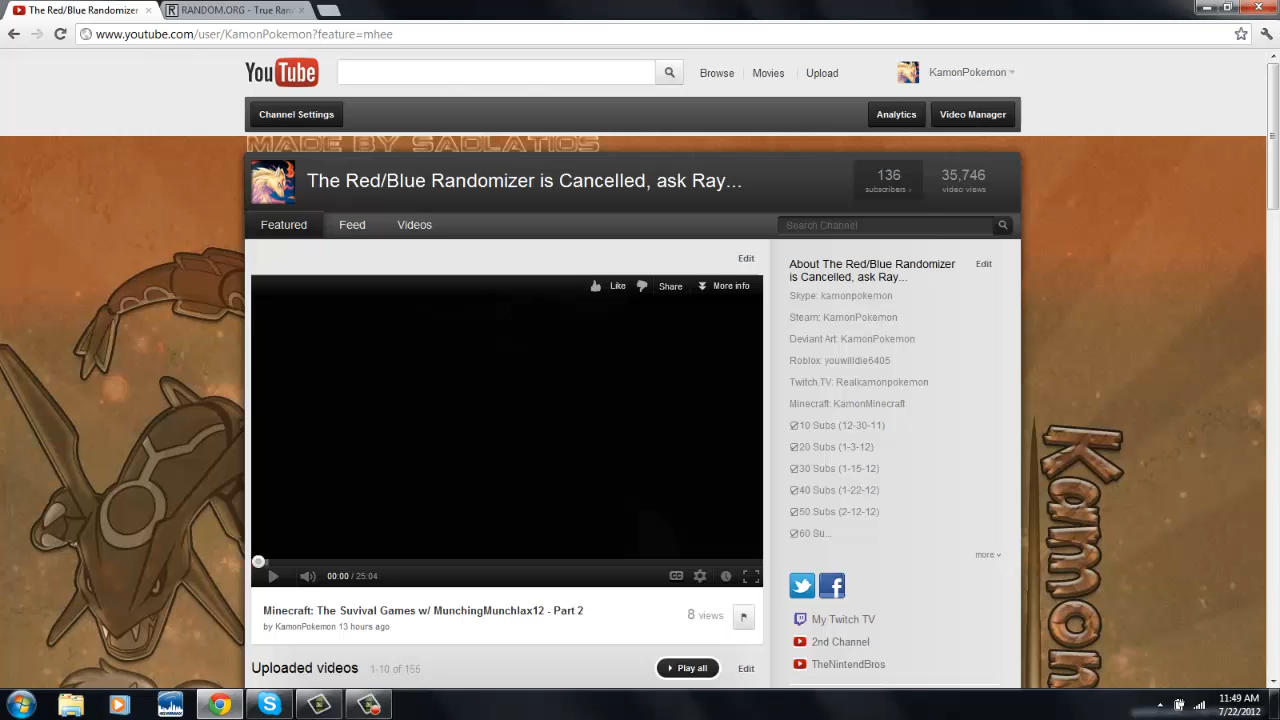 The Red/Blue Randomizer
RANDOM.ORG - True Ran
www.youtube.com/user/KamonPokemon?feature=mhee
YouTube
Browse
Movies
Upload
KamonPokemon
Channel Settings
Analytics
Video Manager
MADE BY SADLATIOS
The Red/Blue Randomizer is Cancelled, ask Ray...
136
subscribers
35,746
video views
Featured
Feed
Videos
Search Channel
Edit
Like
Share
More info
00:00 / 25:04
CC
Minecraft: The Suvival Games w/ MunchingMunchlax12 - Part 2
by KamonPokemon 13 hours ago
8 views
Uploaded videos 1-10 of 155
Play all
Edit
About The Red/Blue Randomizer
is Cancelled, ask Ray...
Edit
Skype: kamonpokemon
Steam: KamonPokemon
Deviant Art: KamonPokemon
Roblox: youwilldie6405
Twitch.TV: Realkamonpokemon
Minecraft: KamonMinecraft
☑10 Subs (12-30-11)
☑20 Subs (1-3-12)
☑30 Subs (1-15-12)
☑40 Subs (1-22-12)
☑50 Subs (2-12-12)
☑60 Su...
more
My Twitch TV
2nd Channel
TheNintendBros
Kamon
11:49 AM
7/22/2012